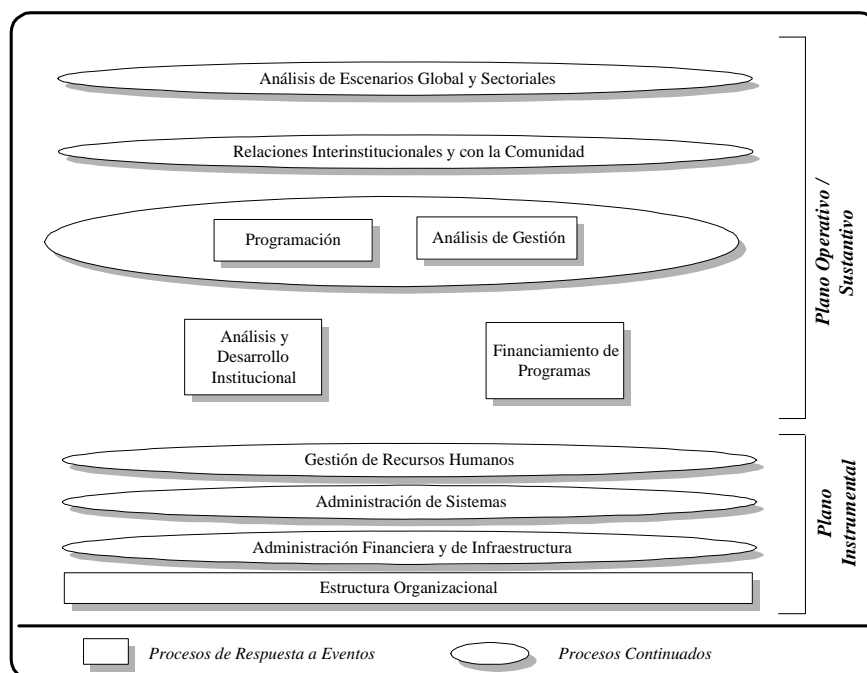 Análisis de Escenarios Global y Sectoriales
Relaciones Interinstitucionales y con la Comunidad
Programación
Análisis de Gestión
Análisis y
Desarrollo
Institucional
Financiamiento de
Programas
Plano Operativo /
Sustantivo
Gestión de Recursos Humanos
Administración de Sistemas
Administración Financiera y de Infraestructura
Estructura Organizacional
Plano
Instrumental
Procesos de Respuesta a Eventos
Procesos Continuados